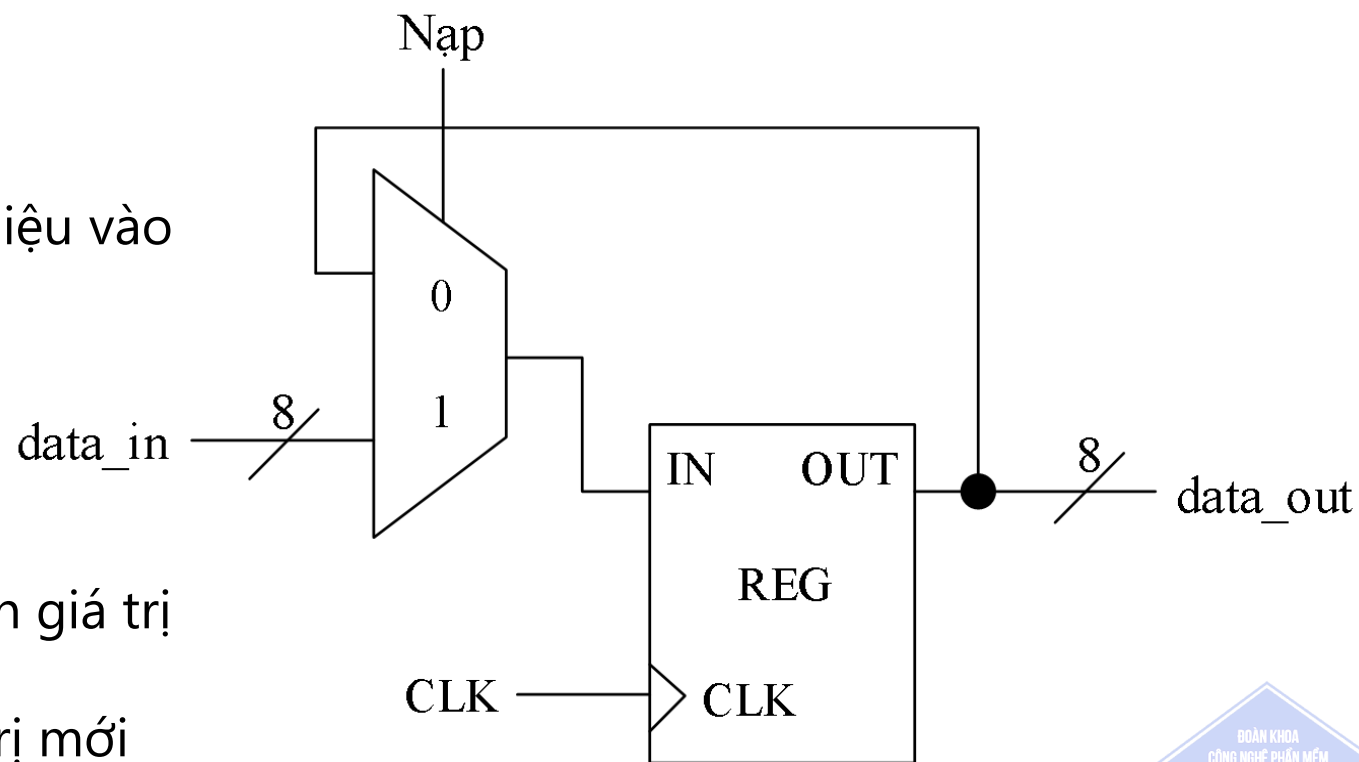 Nạp
iệu vào
0
8
1
data_in
IN OUT
8
data_out
REG
n giá trị
CLK
CLK
rị mới
ĐOÀN KHOA
CÔNG NGHỆ PHẦN MỀM